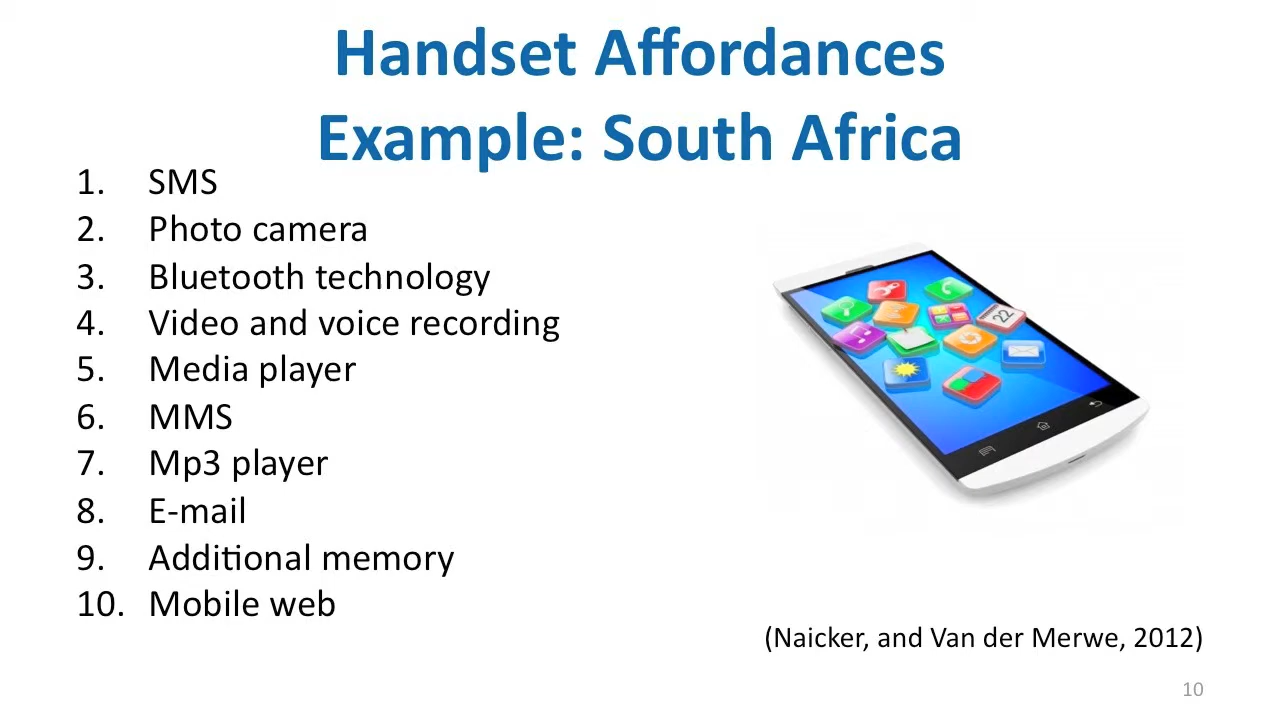 Handset Affordances
Example: South Africa
1. SMS
2. Photo camera
3. Bluetooth technology
4. Video and voice recording
5. Media player
6. MMS
7. Mp3 player
8. E-mail
9. Additional memory
10. Mobile web
22
(Naicker, and Van der Merwe, 2012)
10